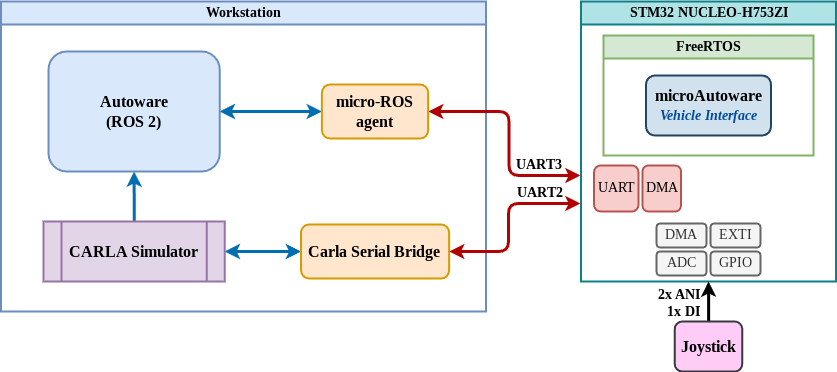 Workstation
STM32 NUCLEO-H753ZI
FreeRTOS
Autoware
(ROS 2)
micro-ROS
agent
microAutoware
Vehicle Interface
UART3
UART2
UART
DMA
CARLA Simulator
Carla Serial Bridge
DMA
EXTI
ADC
GPIO
2x ANI
1x DI
Joystick